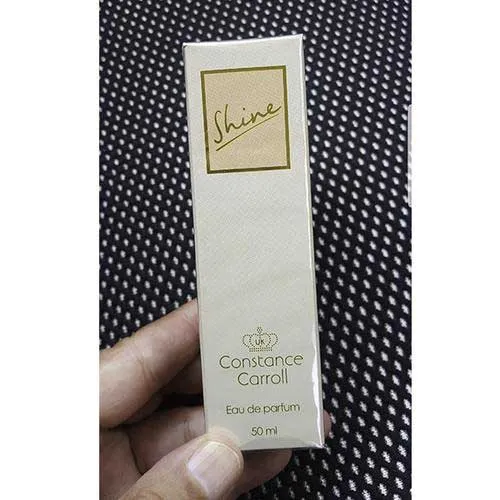 Shine
UK
Constance
Carroll
Eau de parfum
50 ml